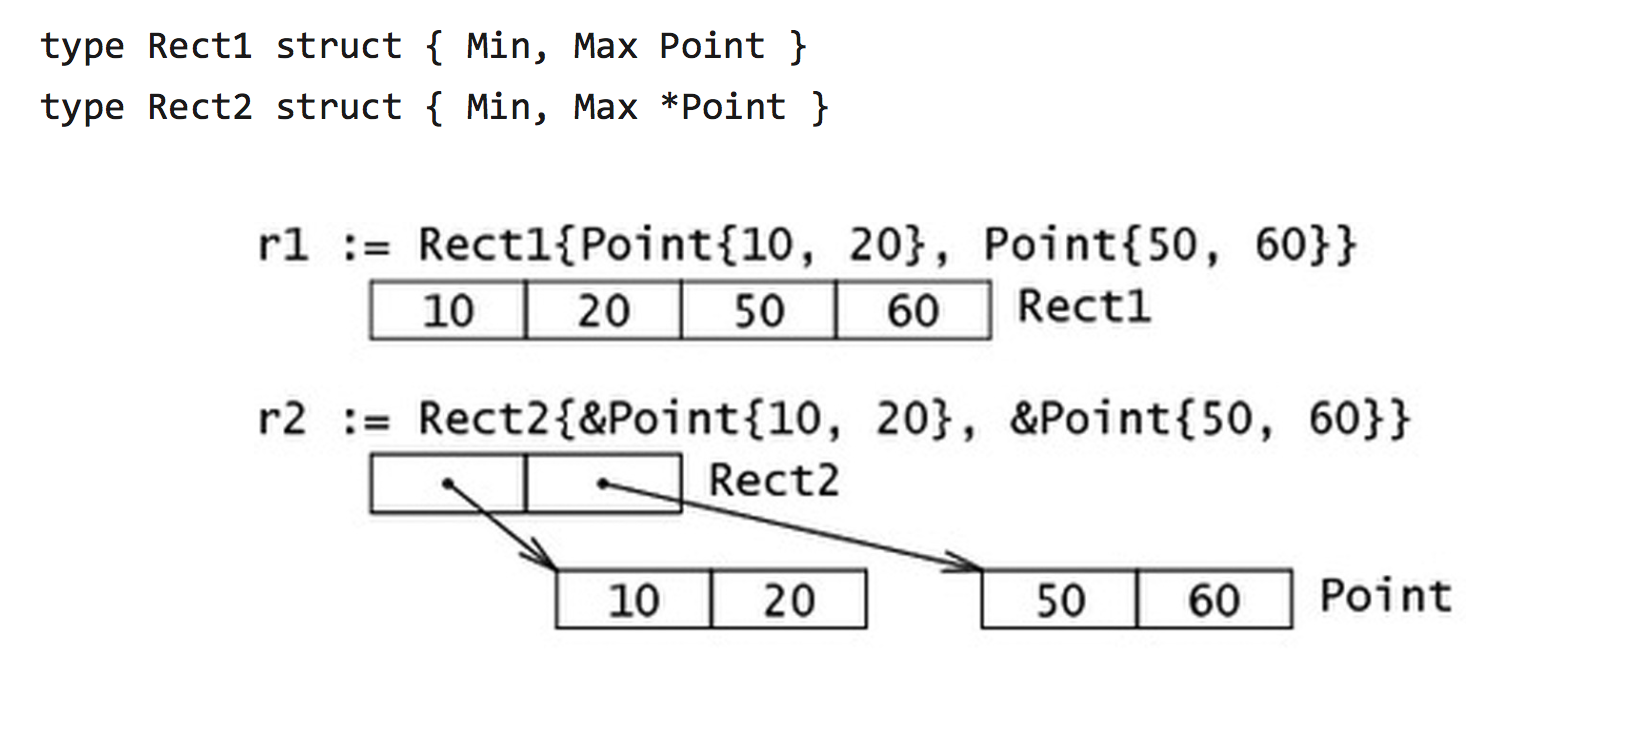 type Rect1 struct { Min, Max Point }
type Rect2 struct { Min, Max *Point }
r1 := Rect1{Point{10, 20}, Point{50, 60}}
10 20 50 60 Rect1
r2 := Rect2{&Point{10, 20}, &Point{50, 60}}
Rect2
10 20 50 60 Point